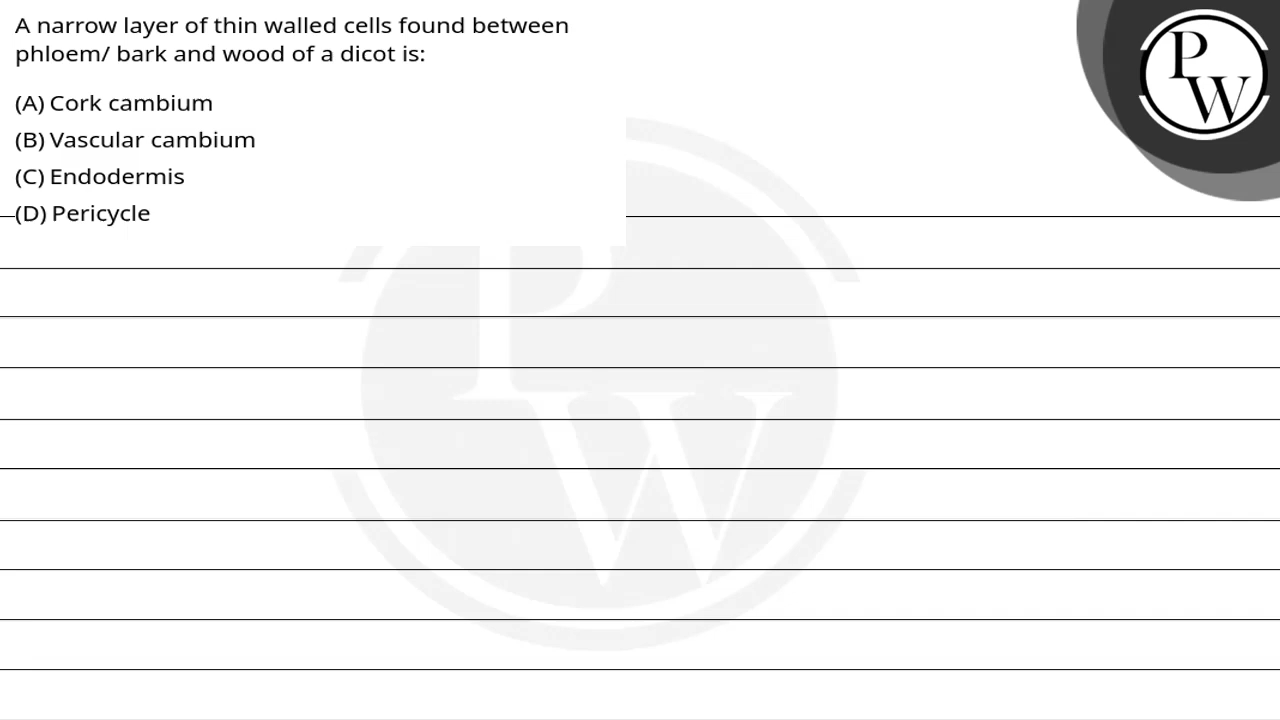 A narrow layer of thin walled cells found between
phloem/ bark and wood of a dicot is:
(A) Cork cambium
(B) Vascular cambium
(C) Endodermis
(D) Pericycle
P
W
P
W